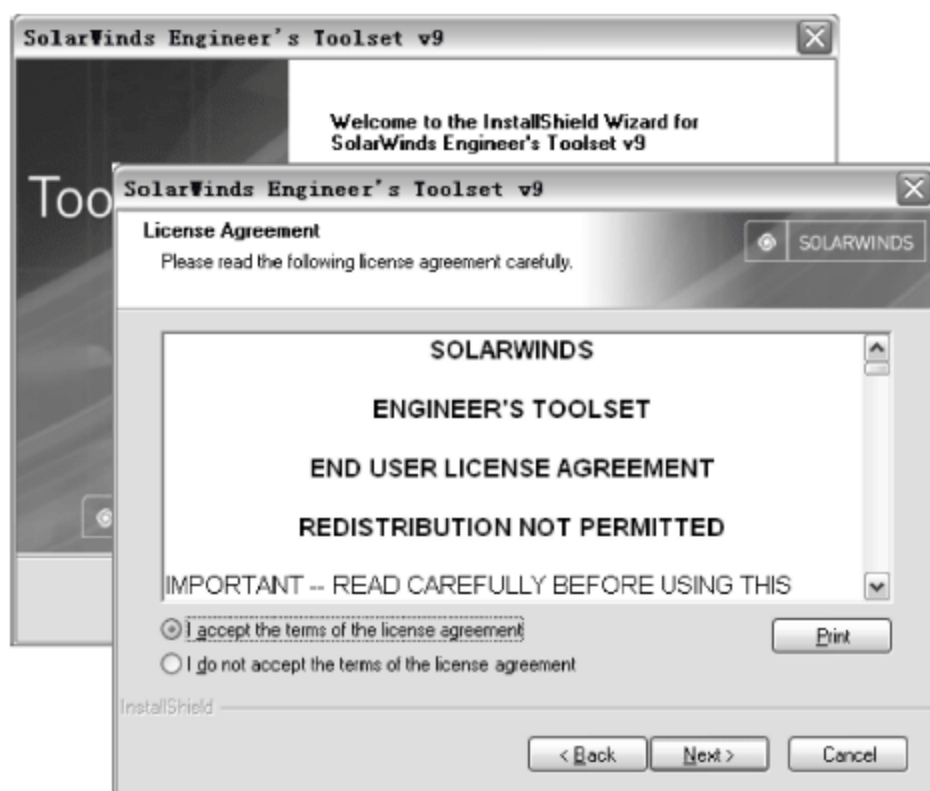 SolarWinds Engineer's Toolset v9
Welcome to the InstallShield Wizard for
SolarWinds Engineer's Toolset v9
Too
SolarWinds Engineer's Toolset v9
License Agreement
Please read the following license agreement carefully.
SOLARWINDS
SOLARWINDS
ENGINEER'S TOOLSET
END USER LICENSE AGREEMENT
REDISTRIBUTION NOT PERMITTED
IMPORTANT -- READ CAREFULLY BEFORE USING THIS
I accept the terms of the license agreement
Print
I do not accept the terms of the license agreement
InstallShield
< Back
Next >
Cancel